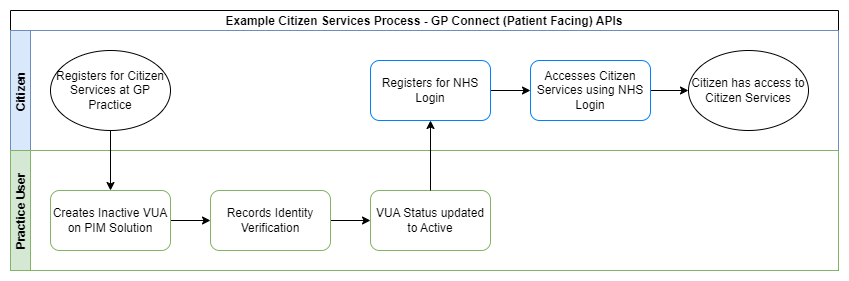 Example Citizen Services Process - GP Connect (Patient Facing) APIs
Citizen
Registers for Citizen
Services at GP
Practice
Registers for NHS
Login
Accesses Citizen
Services using NHS
Login
Citizen has access to
Citizen Services
Practice User
Creates Inactive VUA
on PIM Solution
Records Identity
Verification
VUA Status updated
to Active